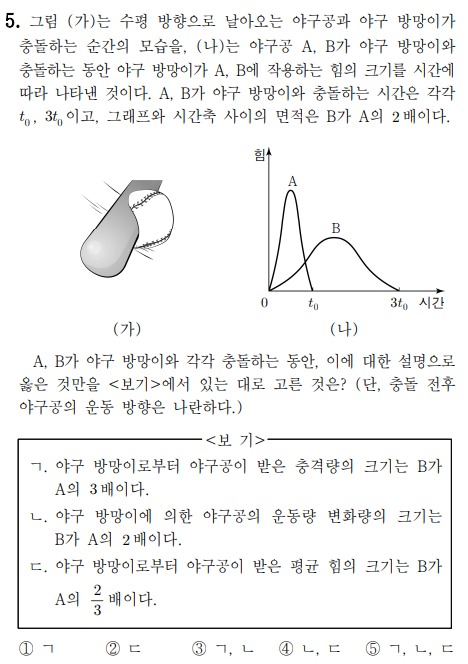 5. 그림 (가)는 수평 방향으로 날아오는 야구공과 야구 방망이가
충돌하는 순간의 모습을, (나)는 야구공 A, B가 야구 방망이와
충돌하는 동안 야구 방망이가 A, B에 작용하는 힘의 크기를 시간에
따라 나타낸 것이다. A, B가 야구 방망이와 충돌하는 시간은 각각
t₀, 3t₀이고, 그래프와 시간축 사이의 면적은 B가 A의 2배이다.
힘
A
B
0 t₀ 3t₀ 시간
(가) (나)
A, B가 야구 방망이와 각각 충돌하는 동안, 이에 대한 설명으로
옳은 것만을 <보기>에서 있는 대로 고른 것은? (단, 충돌 전후
야구공의 운동 방향은 나란하다.)
<보 기>
ㄱ. 야구 방망이로부터 야구공이 받은 충격량의 크기는 B가
A의 3배이다.
ㄴ. 야구 방망이에 의한 야구공의 운동량 변화량의 크기는
B가 A의 2배이다.
ㄷ. 야구 방망이로부터 야구공이 받은 평균 힘의 크기는 B가
A의 2/3배이다.
① ㄱ ② ㄷ ③ ㄱ, ㄴ ④ ㄴ, ㄷ ⑤ ㄱ, ㄴ, ㄷ